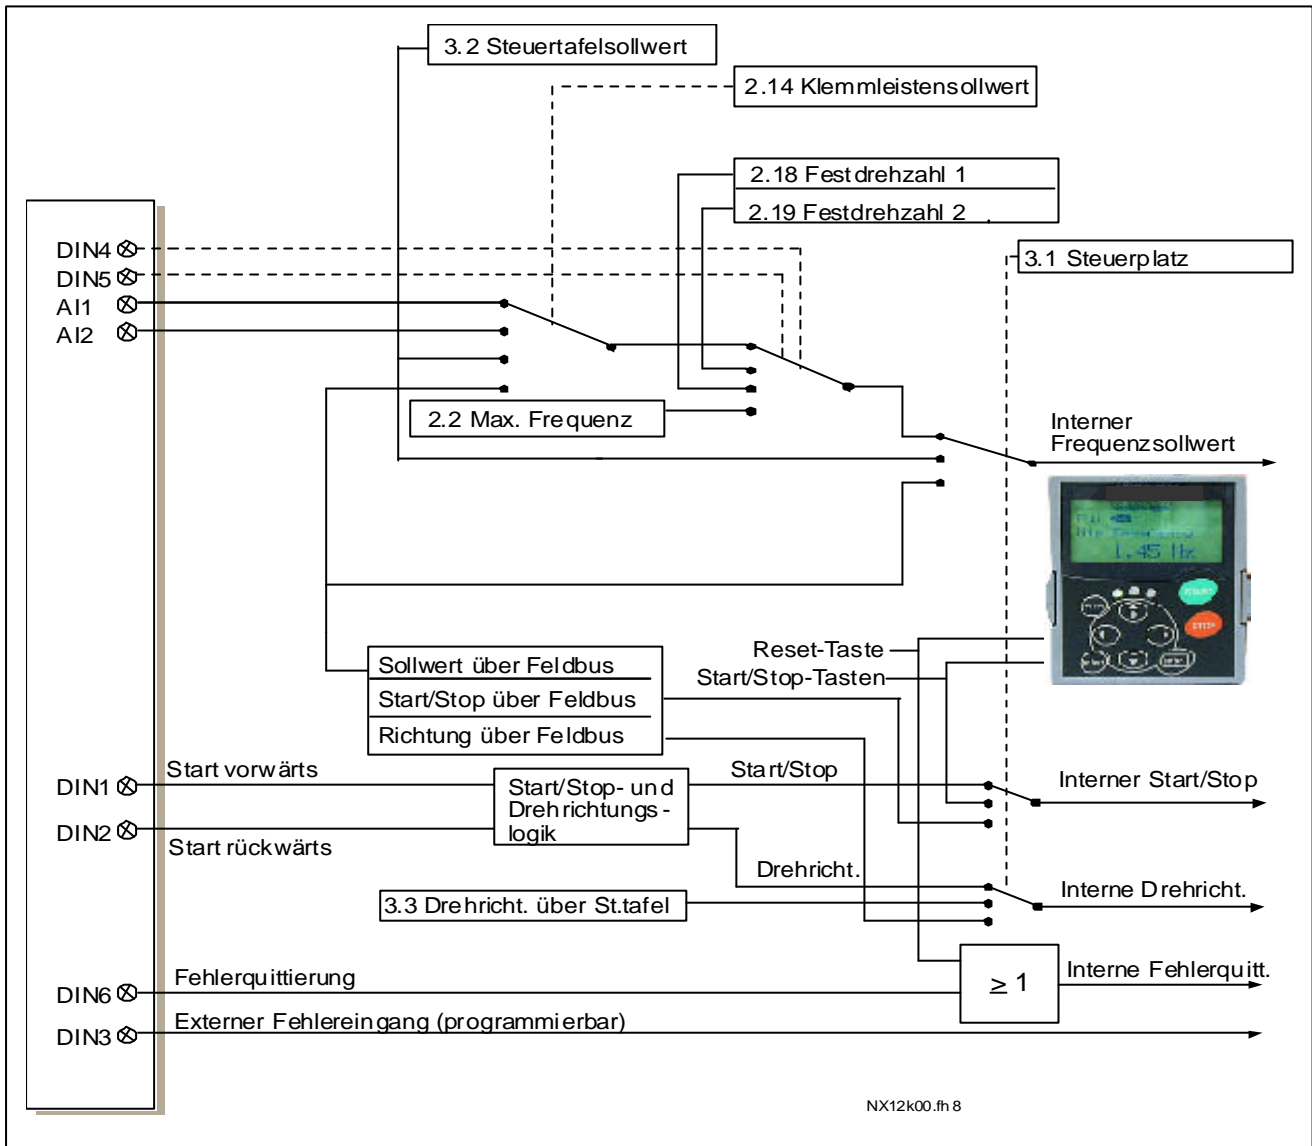 3.2 Steuertafelsollwert
2.14 Klemmleistensollwert
2.18 Festdrehzahl 1
2.19 Festdrehzahl 2
3.1 Steuerplatz
DIN4
DIN5
AI1
AI2
2.2 Max. Frequenz
Interner
Frequenzsollwert
1.45 Hz
START
STOP
Reset-Taste
Start/Stop-Tasten
Sollwert über Feldbus
Start/Stop über Feldbus
Richtung über Feldbus
DIN1
Start vorwärts
Start/Stop- und
Drehrichtungs-
logik
Start/Stop
Interner Start/Stop
DIN2
Start rückwärts
Drehricht.
3.3 Drehricht. über St.tafel
Interne Drehricht.
DIN6
Fehlerquittierung
≥ 1
Interne Fehlerquitt.
DIN3
Externer Fehlereingang (programmierbar)
NX12k00.fh8